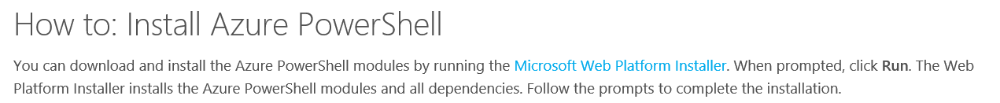 How to: Install Azure PowerShell
You can download and install the Azure PowerShell modules by running the Microsoft Web Platform Installer. When prompted, click Run. The Web
Platform Installer installs the Azure PowerShell modules and all dependencies. Follow the prompts to complete the installation.